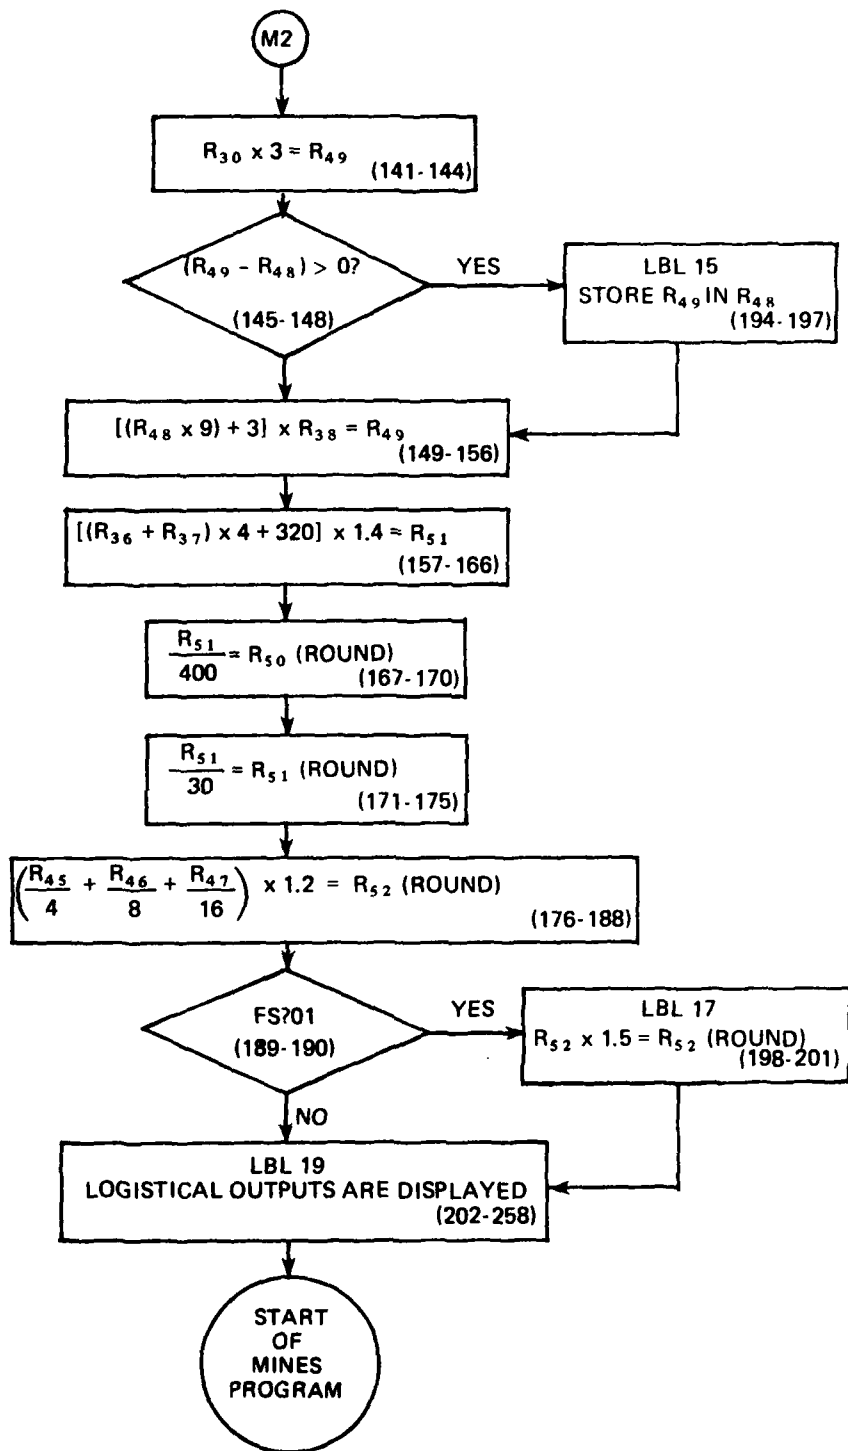 M2
R₃₀ x 3 = R₄₉
(141-144)
(R₄₉ - R₄₈) > 0?
(145-148)
YES
LBL 15
STORE R₄₉ IN R₄₈
(194-197)
[(R₄₈ x 9) + 3] x R₃₈ = R₄₉
(149-156)
[(R₃₆ + R₃₇) x 4 + 320] x 1.4 = R₅₁
(157-166)
R₅₁
400
= R₅₀ (ROUND)
(167-170)
R₅₁
30
= R₅₁ (ROUND)
(171-175)
(R₄₅/4 + R₄₆/8 + R₄₇/16) x 1.2 = R₅₂ (ROUND)
(176-188)
FS?01
(189-190)
YES
LBL 17
R₅₂ x 1.5 = R₅₂ (ROUND)
(198-201)
NO
LBL 19
LOGISTICAL OUTPUTS ARE DISPLAYED
(202-258)
START
OF
MINES
PROGRAM